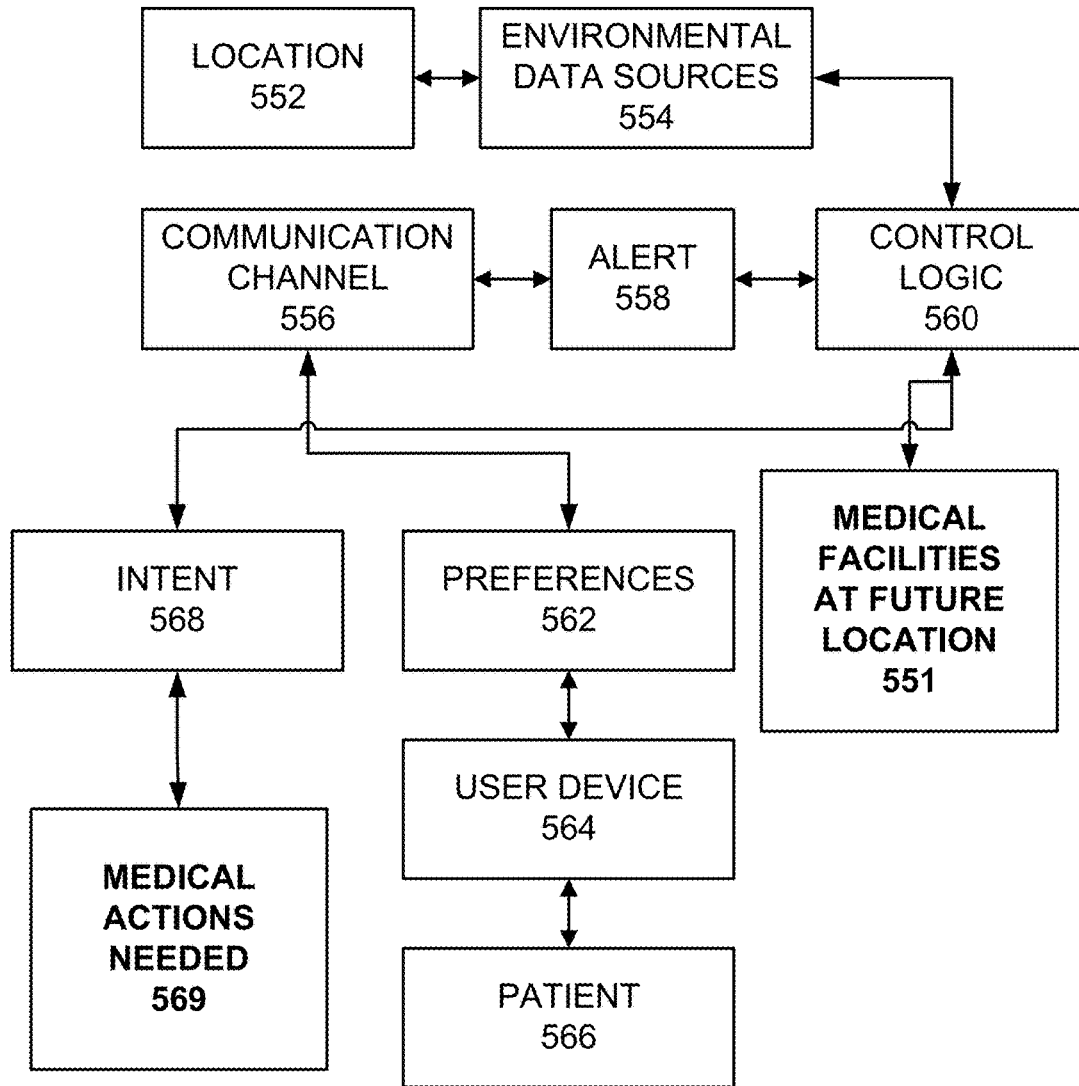 LOCATION
552
ENVIRONMENTAL
DATA SOURCES
554
COMMUNICATION
CHANNEL
556
ALERT
558
CONTROL
LOGIC
560
INTENT
568
PREFERENCES
562
MEDICAL
FACILITIES
AT FUTURE
LOCATION
551
USER DEVICE
564
MEDICAL
ACTIONS
NEEDED
569
PATIENT
566